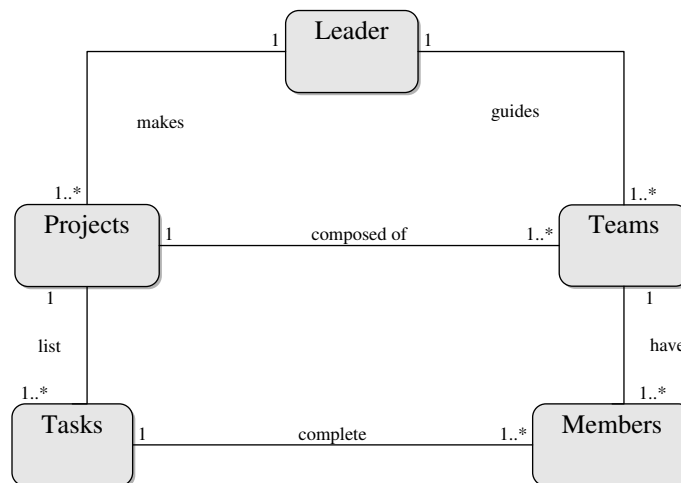 Leader
1
1
makes
guides
1..*
1..*
Projects
Teams
1
composed of
1..*
1
1
list
have
1..*
1..*
Tasks
Members
1
complete
1..*